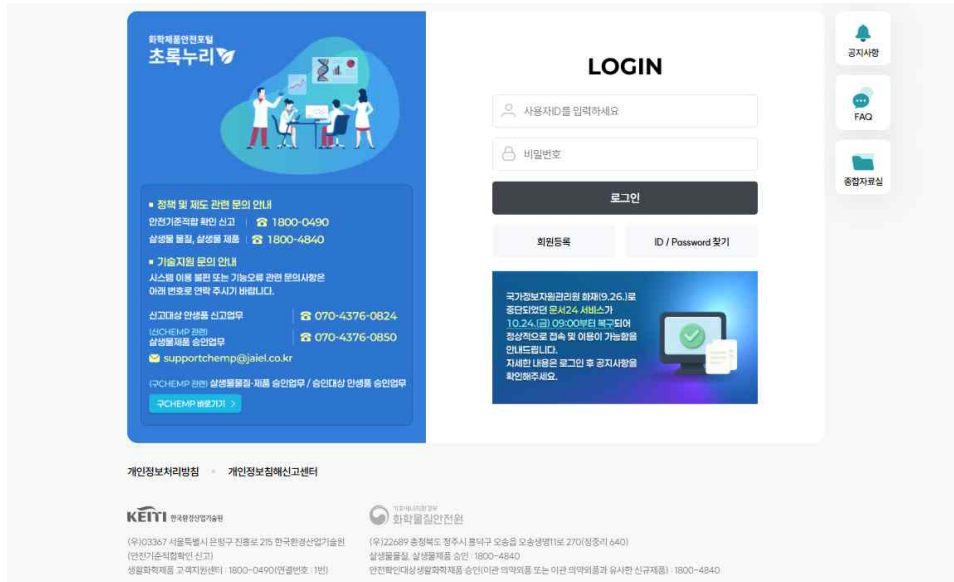 화학제품안전포털
초록누리
■ 정책 및 제도 관련 문의 안내
안전기준적합 확인 신고 | ☎ 1800-0490
살생물 물질, 살생물 제품 | ☎ 1800-4840
■ 기술지원 문의 안내
시스템 이용 불편 또는 기능오류 관련 문의사항은
아래 번호로 연락 주시기 바랍니다.
신고대상 안생품 신고업무 | ☎ 070-4376-0824
(신CHEMP 관련)
살생물제품 승인업무 | ☎ 070-4376-0850
supportchemp@jaiel.co.kr
(구CHEMP 관련) 살생물물질·제품 승인업무 / 승인대상 안생품 승인업무
구CHEMP 바로가기 >
LOGIN
사용자ID를 입력하세요
비밀번호
로그인
회원등록
ID / Password 찾기
국가정보자원관리원 화재(9.26.)로
중단되었던 문서24 서비스가
10.24.(금) 09:00부터 복구되어
정상적으로 접속 및 이용이 가능함을
안내드립니다.
자세한 내용은 로그인 후 공지사항을
확인해주세요.
공지사항
FAQ
종합자료실
개인정보처리방침
개인정보침해신고센터
KEITI 한국환경산업기술원
(우)03367 서울특별시 은평구 진흥로 215 한국환경산업기술원
(안전기준적합확인 신고)
생활화학제품 고객지원센터 : 1800-0490(연결번호 : 1번)
화학물질안전원
(우)22689 충청북도 청주시 흥덕구 오송읍 오송생명11로 270(정중리 640)
살생물물질, 살생물제품 승인 : 1800-4840
안전확인대상생활화학제품 승인(이관 의약외품 또는 이관 의약외품과 유사한 신규제품) : 1800-4840